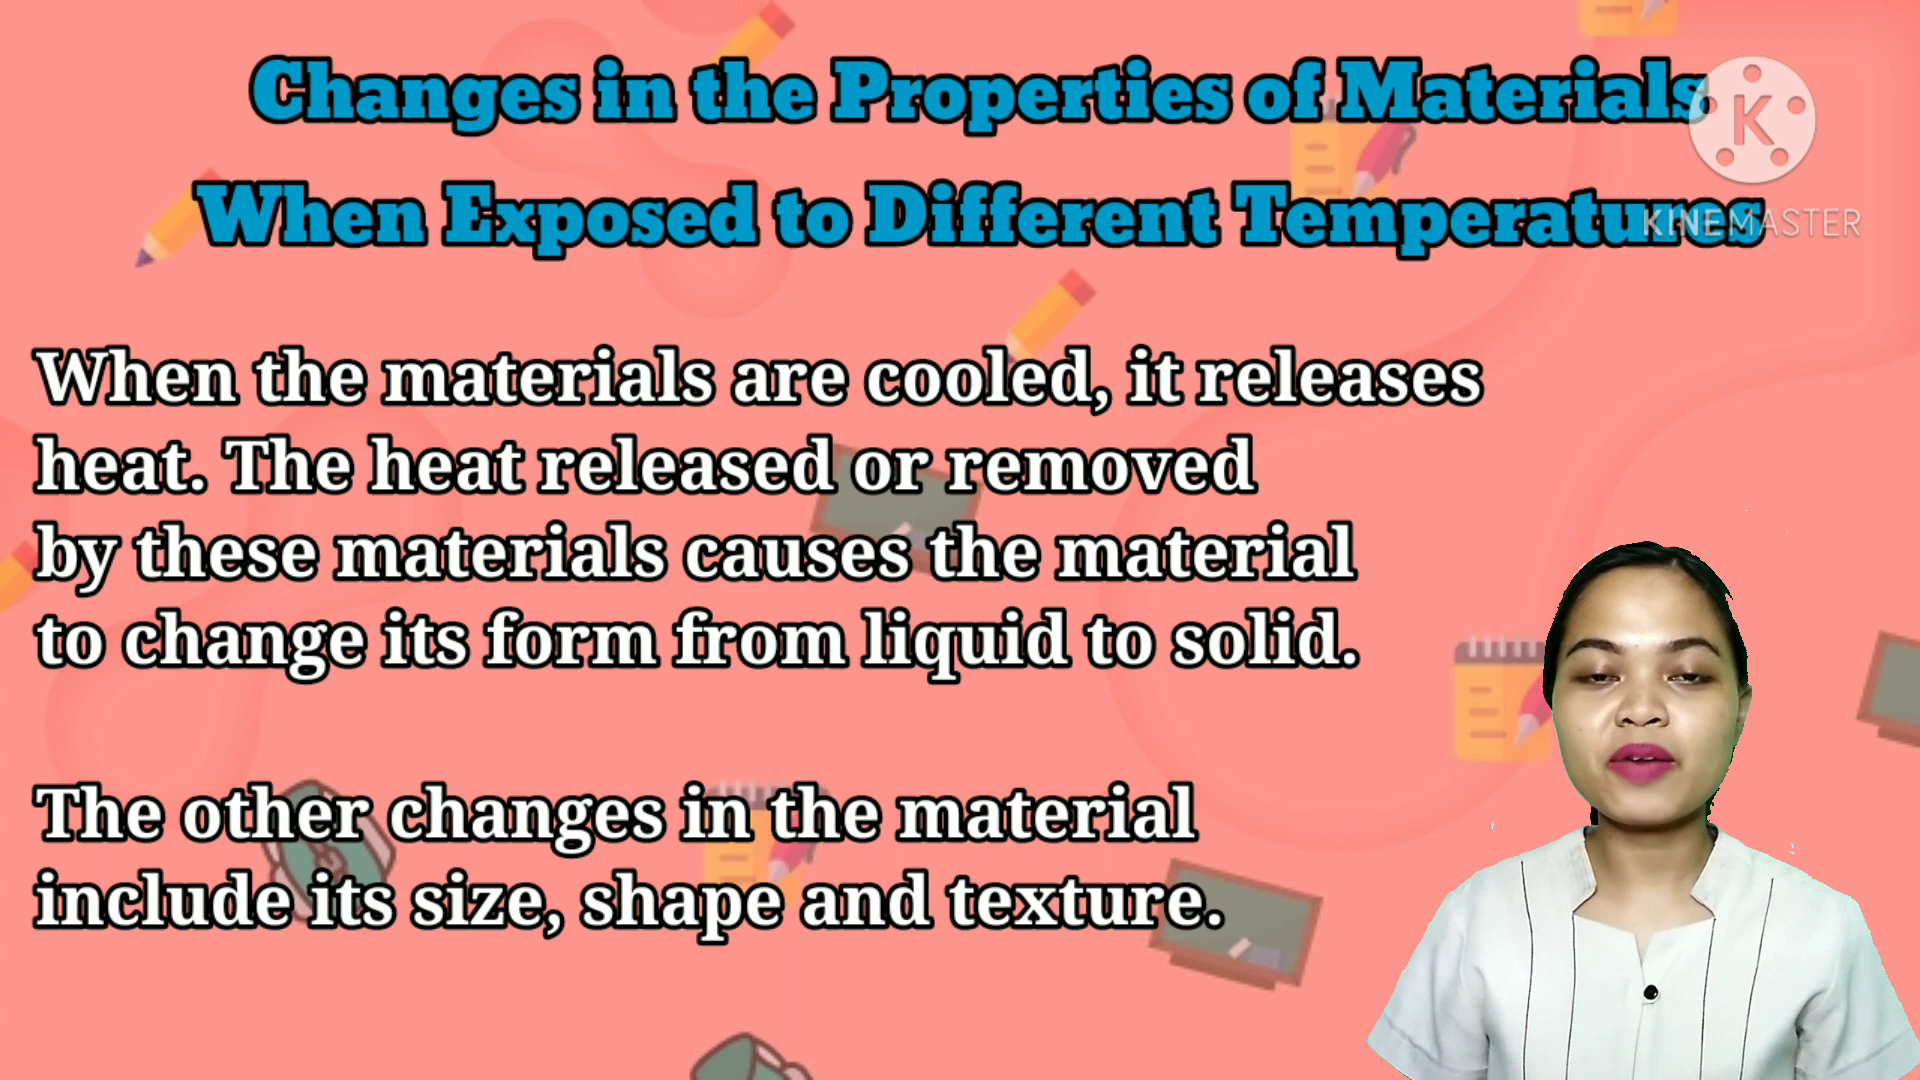 Changes in the Properties of Materials
When Exposed to Different Temperatures
K
KINEMASTER
When the materials are cooled, it releases
heat. The heat released or removed
by these materials causes the material
to change its form from liquid to solid.
The other changes in the material
include its size, shape and texture.